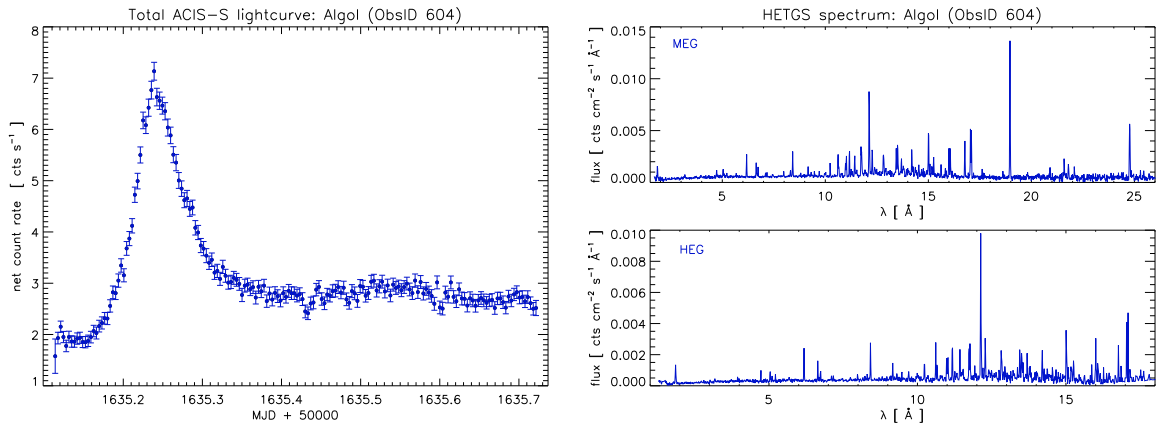 Total ACIS-S lightcurve: Algol (ObsID 604)
8
7
6
5
4
3
2
1
net count rate [ cts s⁻¹ ]
1635.2 1635.3 1635.4 1635.5 1635.6 1635.7
MJD + 50000
HETGS spectrum: Algol (ObsID 604)
MEG
0.015
0.010
0.005
0.000
flux [ cts cm⁻² s⁻¹ Å⁻¹ ]
5 10 15 20 25
λ [ Å ]
HEG
0.010
0.008
0.006
0.004
0.002
0.000
flux [ cts cm⁻² s⁻¹ Å⁻¹ ]
5 10 15
λ [ Å ]